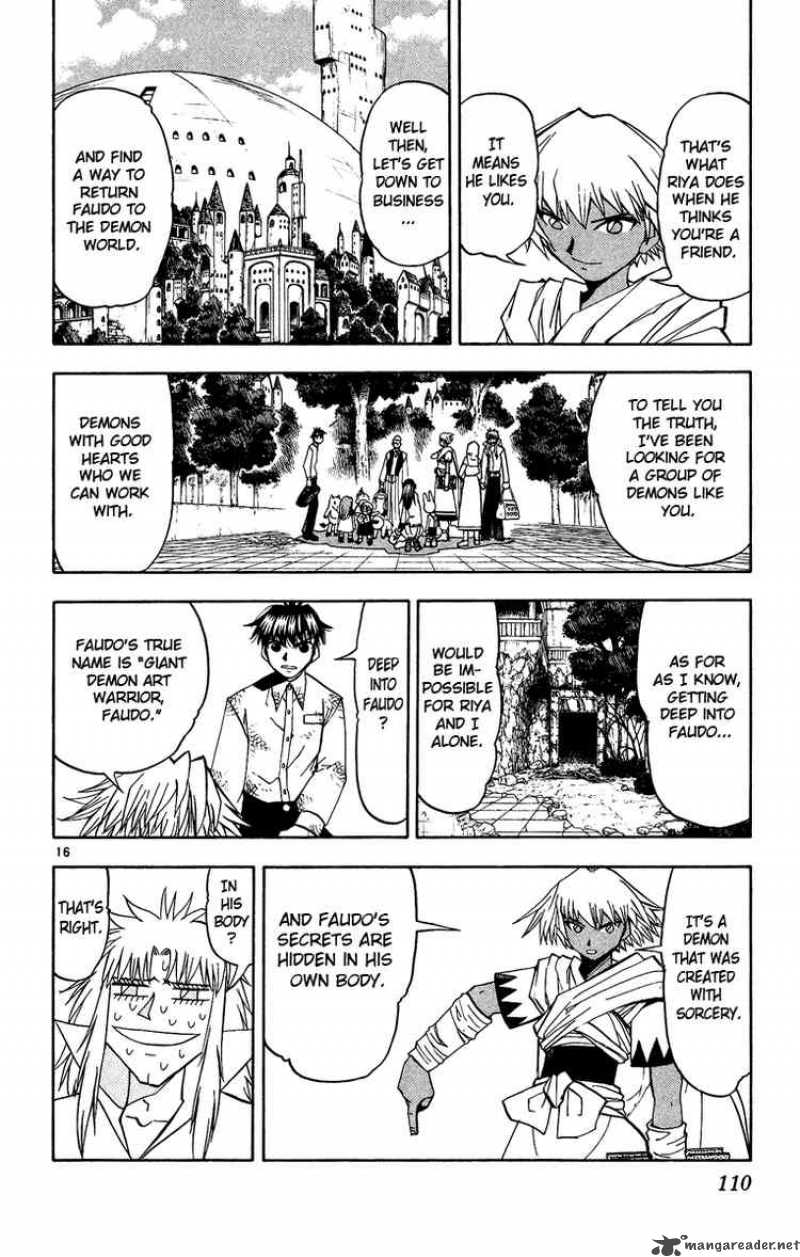 THAT'S
WHAT
RIYA DOES
WHEN HE
THINKS
YOU'RE A
FRIEND.
IT
MEANS
HE LIKES
YOU.
WELL
THEN,
LET'S GET
DOWN TO
BUSINESS
...
AND FIND
A WAY TO
RETURN
FAUDO TO
THE DEMON
WORLD.
TO TELL YOU
THE TRUTH,
I'VE BEEN
LOOKING FOR
A GROUP OF
DEMONS LIKE
YOU.
DEMONS
WITH GOOD
HEARTS
WHO WE
CAN WORK
WITH.
AS FOR
AS I KNOW,
GETTING
DEEP INTO
FAUDO...
WOULD
BE IM-
POSSIBLE
FOR RIYA
AND I
ALONE.
DEEP
INTO
FAUDO
?
FAUDO'S TRUE
NAME IS "GIANT
DEMON ART
WARRIOR,
FAUDO."
16
IT'S A
DEMON
THAT WAS
CREATED
WITH
SORCERY.
AND FAUDO'S
SECRETS ARE
HIDDEN IN HIS
OWN BODY.
IN
HIS
BODY
?
THAT'S
RIGHT.
110
mangareader.net